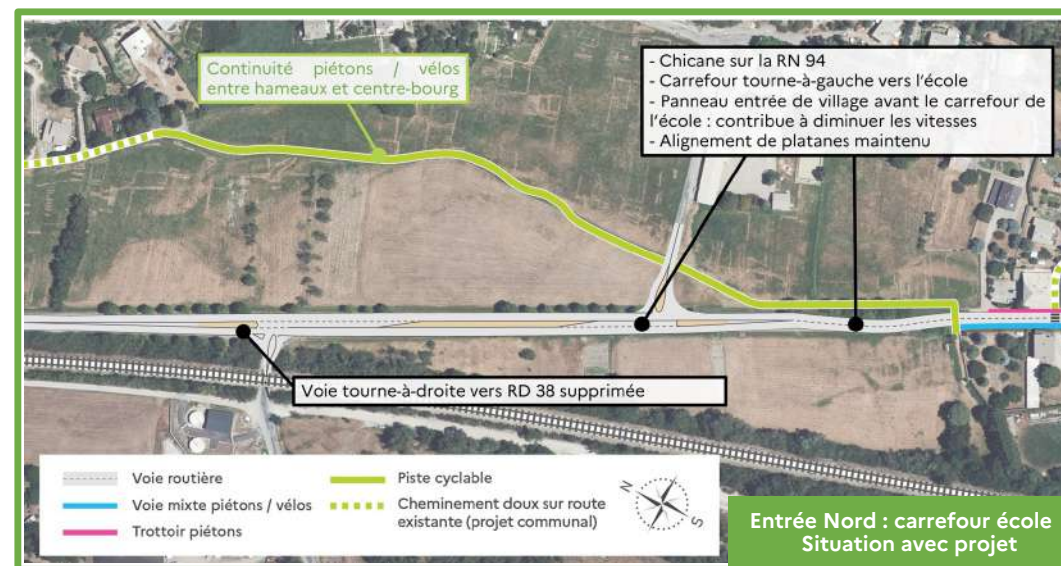 Continuité piétons / vélos
entre hameaux et centre-bourg
- Chicane sur la RN 94
- Carrefour tourne-à-gauche vers l'école
- Panneau entrée de village avant le carrefour de
l'école : contribue à diminuer les vitesses
- Alignement de platanes maintenu
Voie tourne-à-droite vers RD 38 supprimée
Voie routière
Voie mixte piétons / vélos
Trottoir piétons
Piste cyclable
Cheminement doux sur route
existante (projet communal)
N
S
Entrée Nord : carrefour école
Situation avec projet